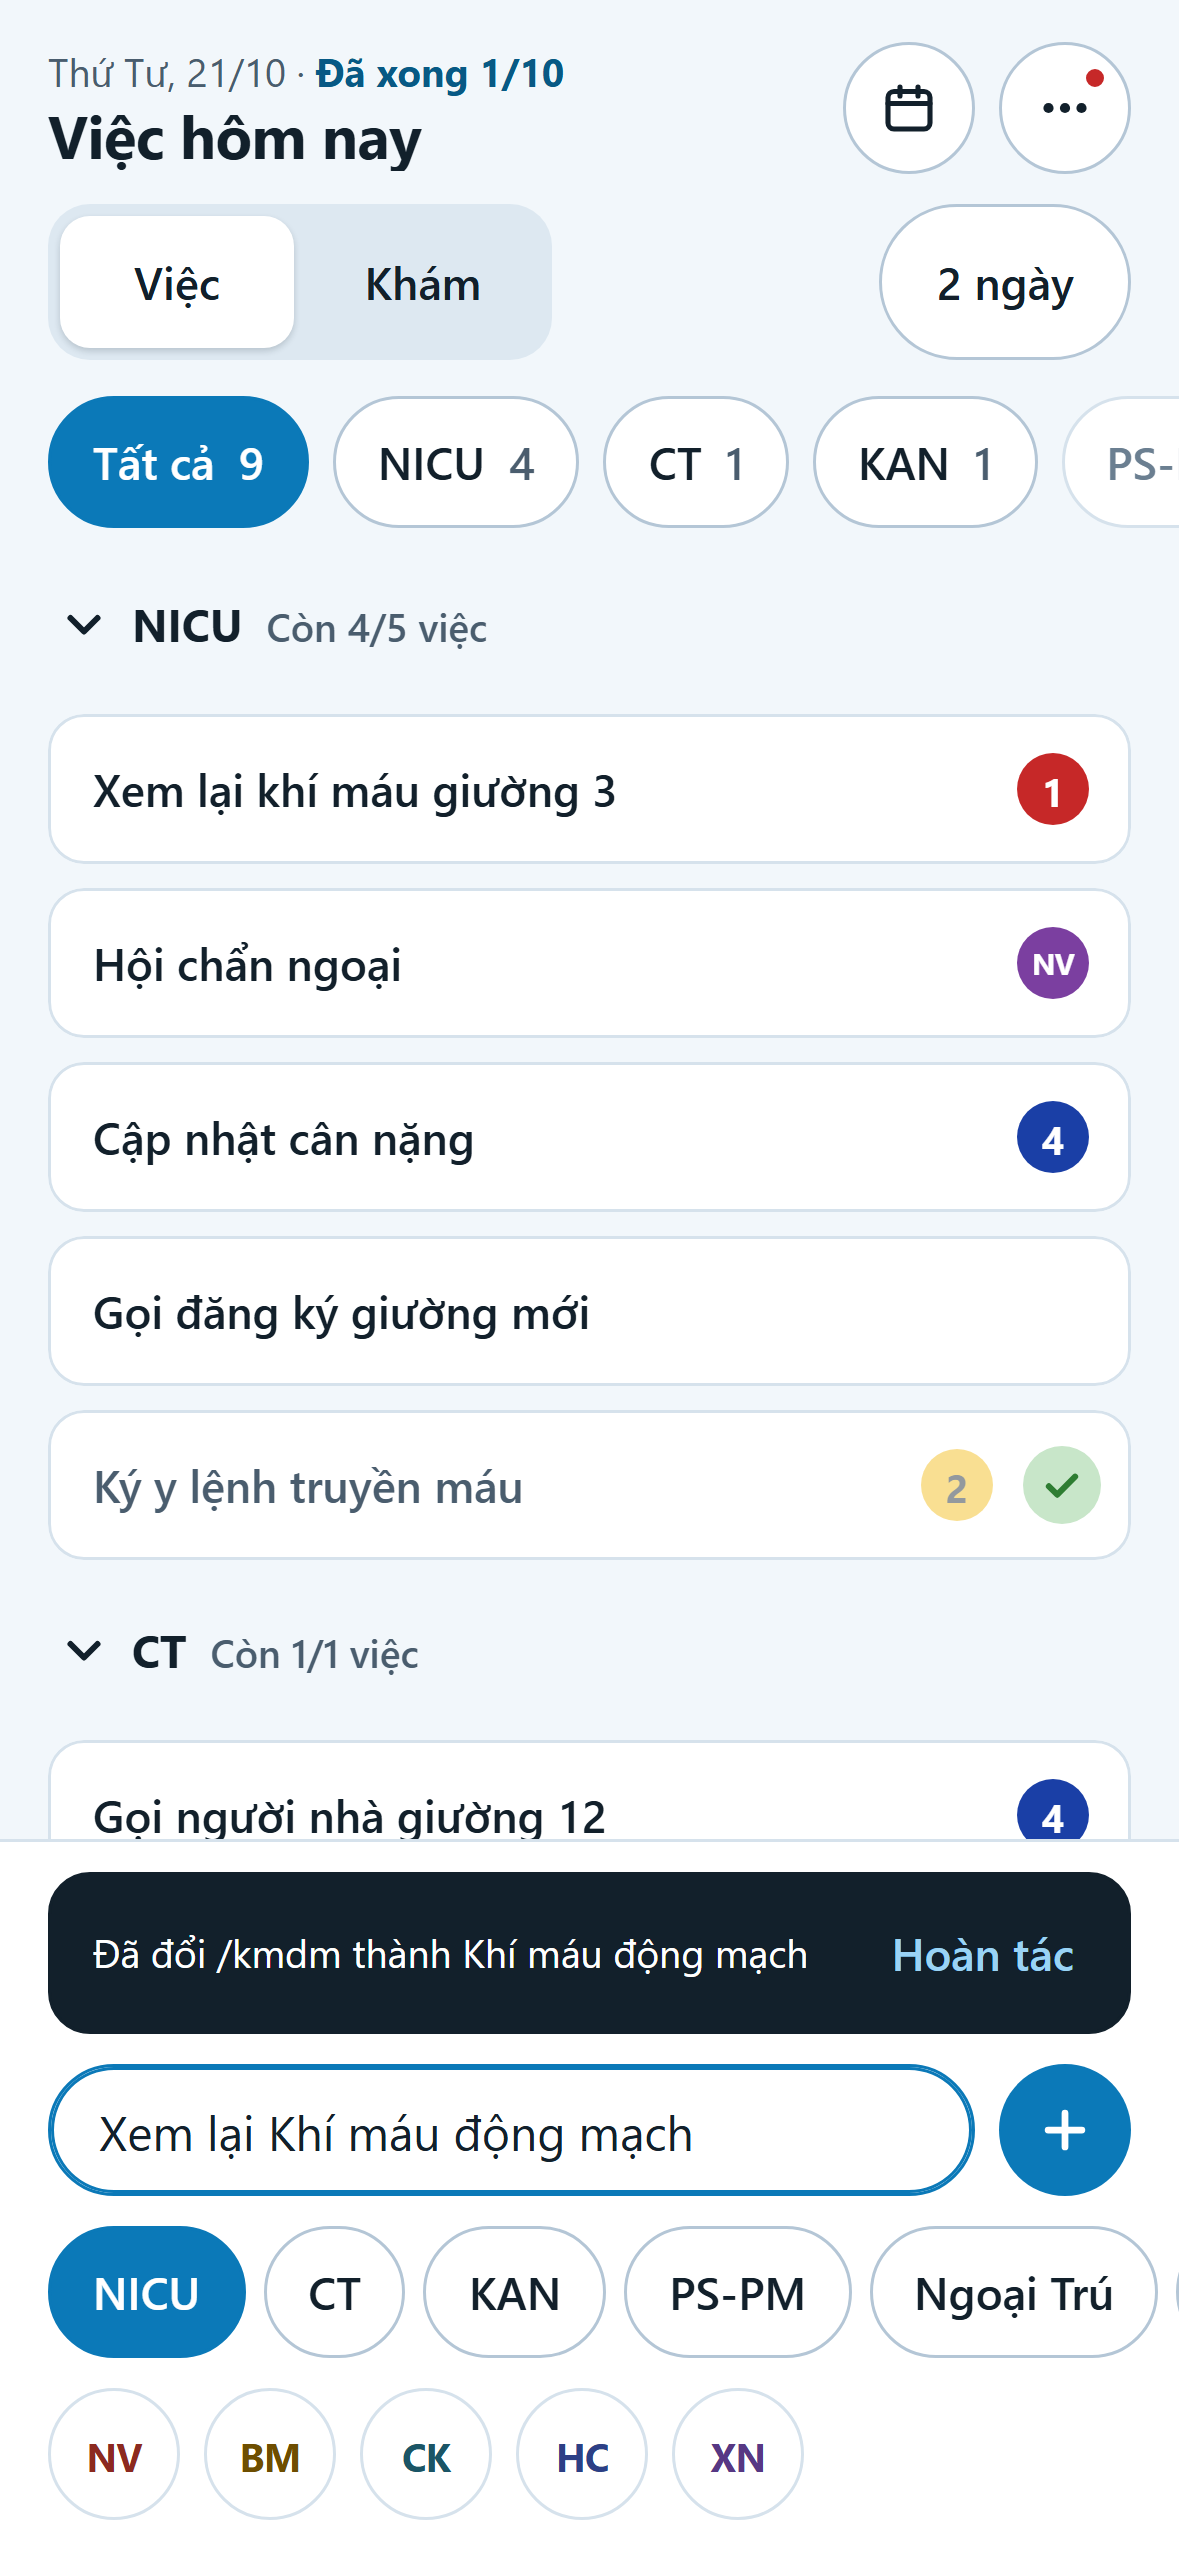 Thứ Tư, 21/10 · Đã xong 1/10
Việc hôm nay
Việc Khám 2 ngày
Tất cả 9 NICU 4 CT 1 KAN 1 PS-
NICU Còn 4/5 việc
Xem lại khí máu giường 3 1
Hội chẩn ngoại NV
Cập nhật cân nặng 4
Gọi đăng ký giường mới
Ký y lệnh truyền máu 2
CT Còn 1/1 việc
Gọi người nhà giường 12 4
Đã đổi /kmdm thành Khí máu động mạch Hoàn tác
Xem lại Khí máu động mạch
NICU CT KAN PS-PM Ngoại Trú
NV BM CK HC XN